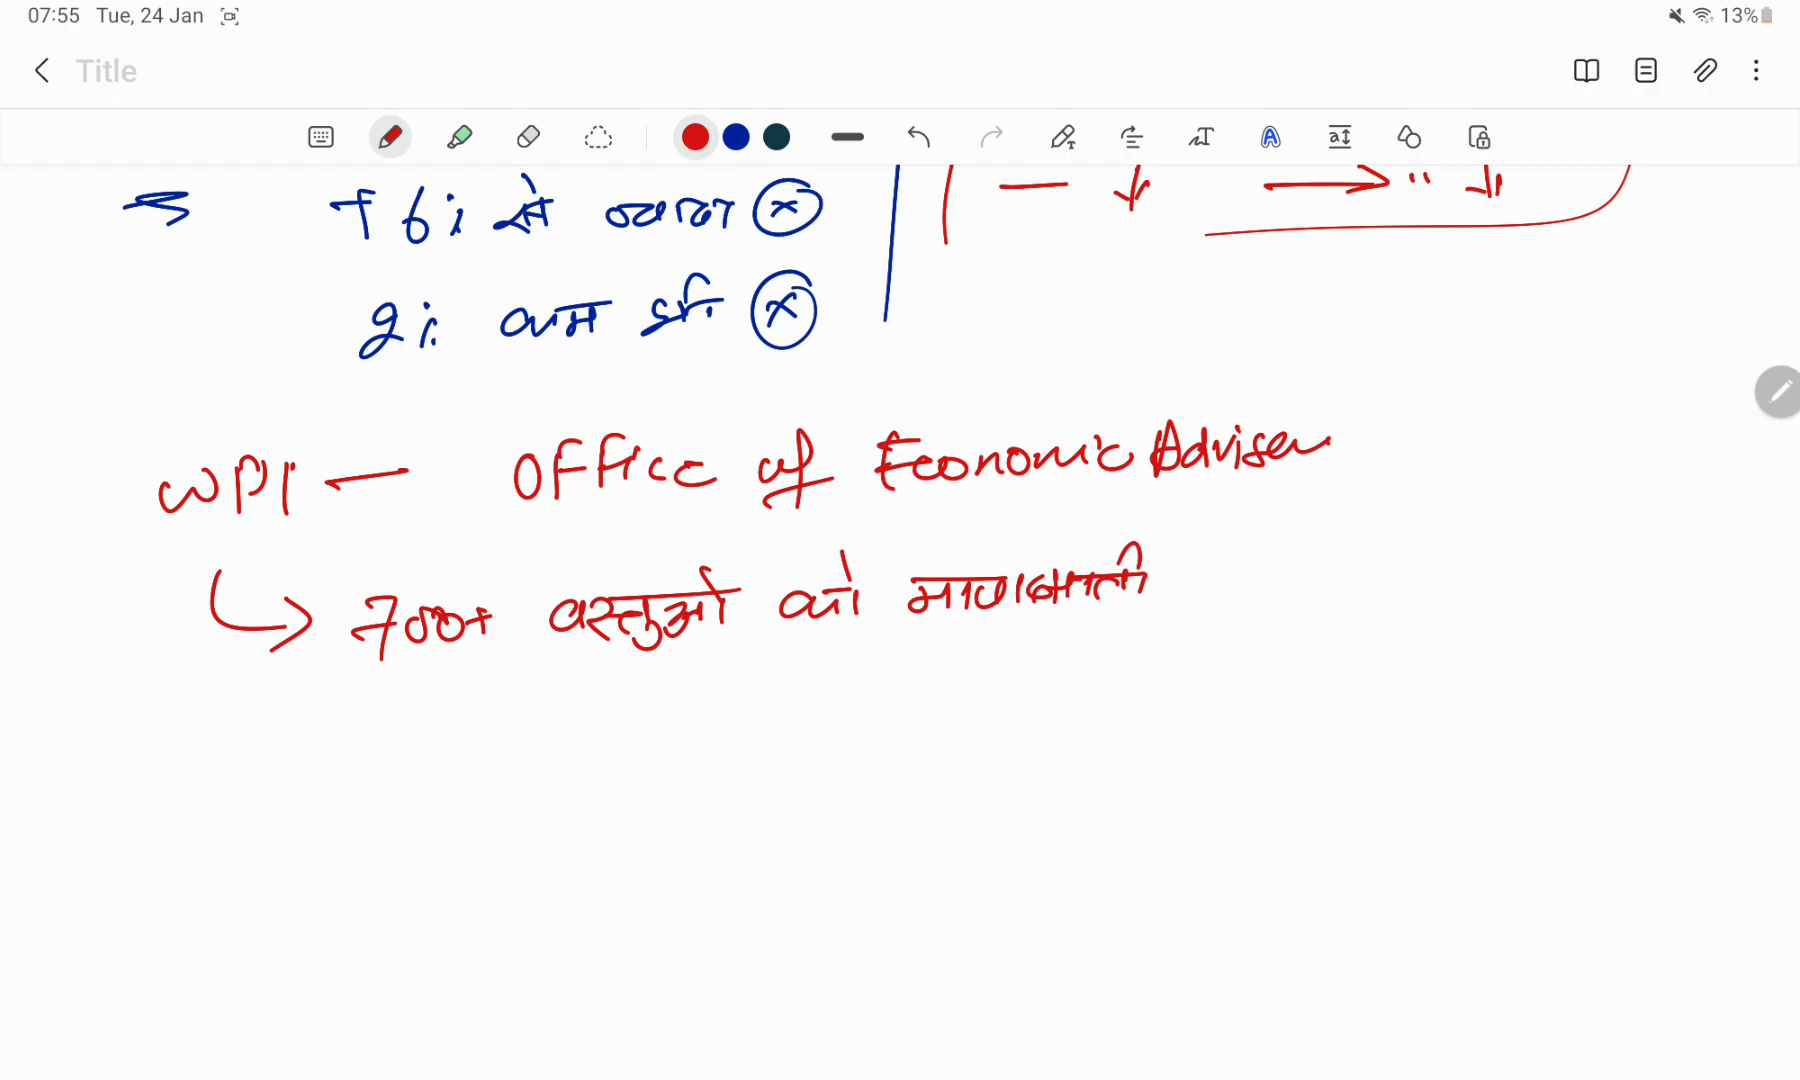 07:55 Tue, 24 Jan 13%
Title
6% से ज्यादा ×
2% कम
WPI — Office of Economic Adviser
→ 700+ वस्तुओं को